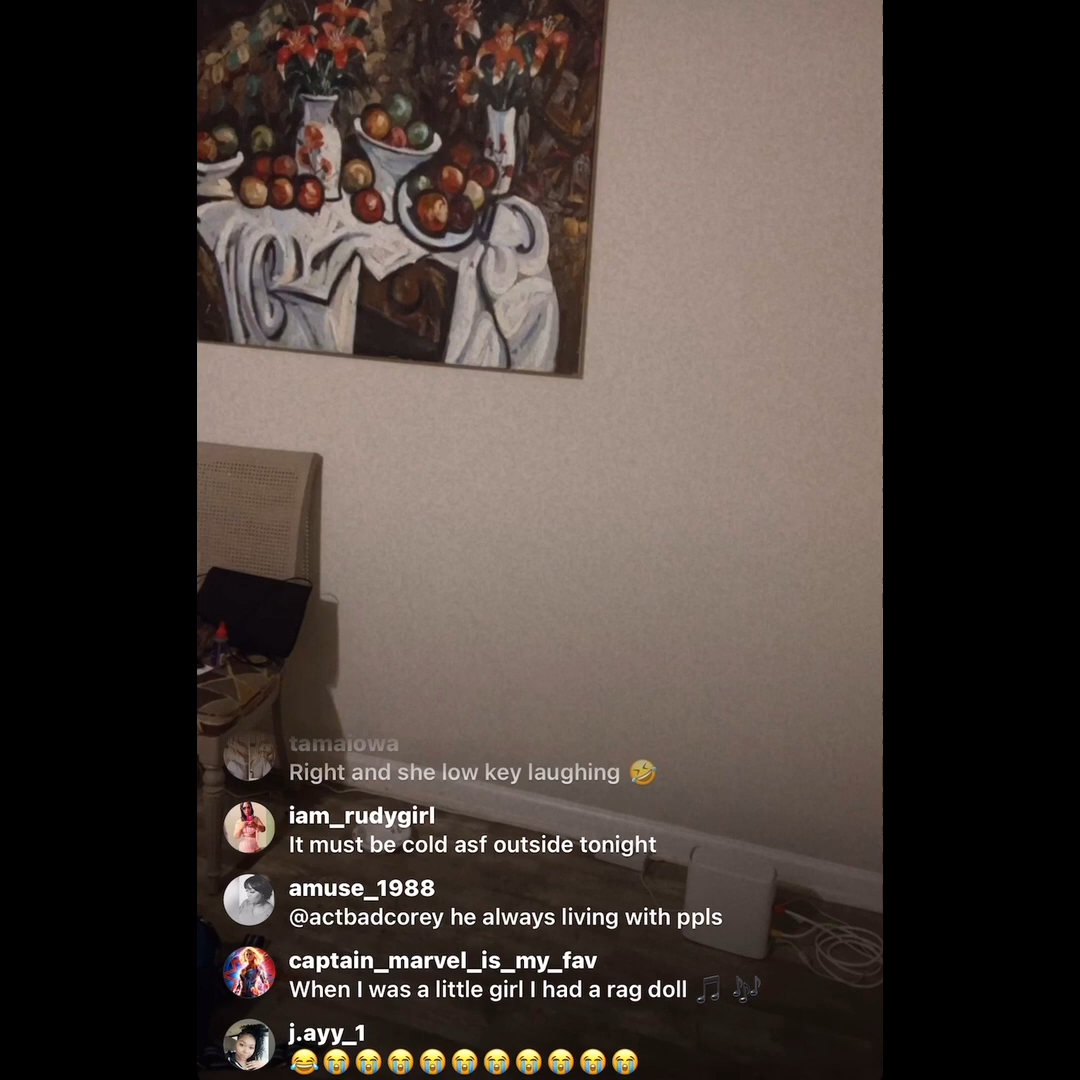 tamaiowa
Right and she low key laughing 🤣
iam_rudygirl
It must be cold asf outside tonight
amuse_1988
@actbadcorey he always living with ppls
captain_marvel_is_my_fav
When I was a little girl I had a rag doll 🎵 🎶
j.ayy_1
😂😭😭😭😭😭😭😭😭😭😭